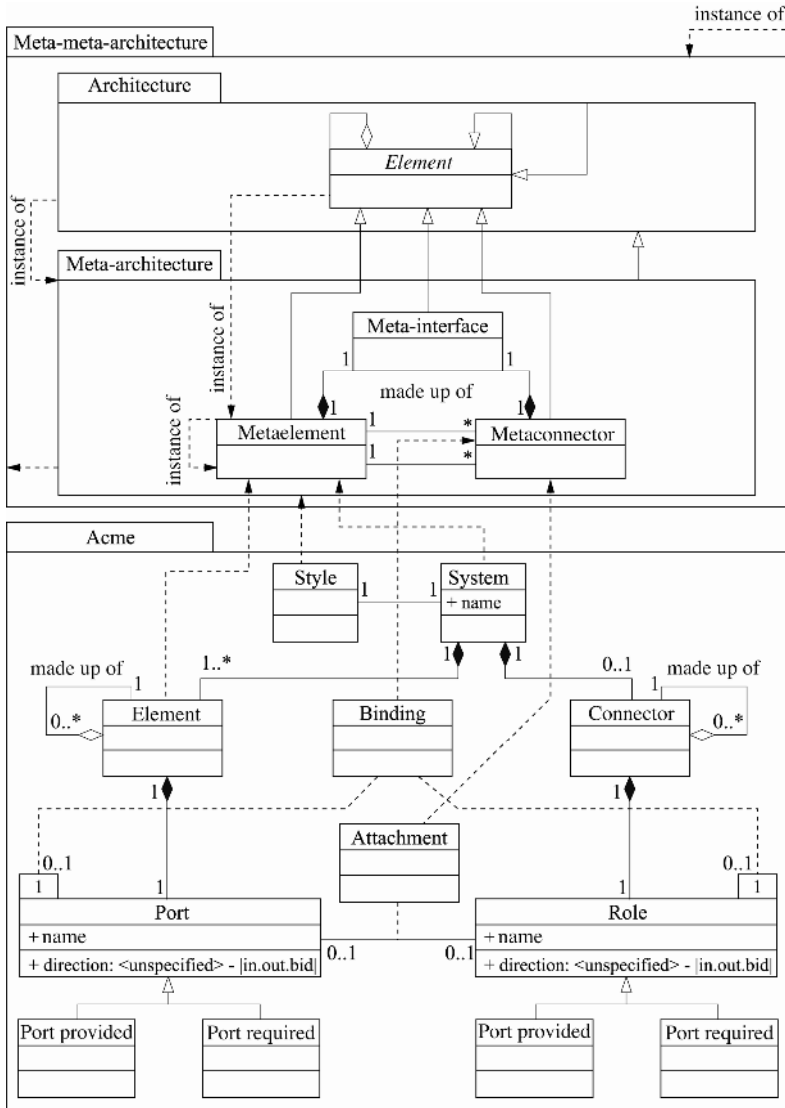 instance of
Meta-meta-architecture
Architecture
Element
instance of
Meta-architecture
instance of
Meta-interface
1
1
made up of
1
1
instance of
Metaelement
1
*
Metaconnector
1
*
Acme
Style
System
1
1
+ name
1..*
1
1
0..1
made up of
1
0..*
Element
Binding
Connector
1
made up of
0..*
1
1
Attachment
0..1
1
1
1
0..1
1
Port
+ name
+ direction: <unspecified> - |in.out.bid|
0..1
0..1
Role
+ name
+ direction: <unspecified> - |in.out.bid|
Port provided
Port required
Port provided
Port required